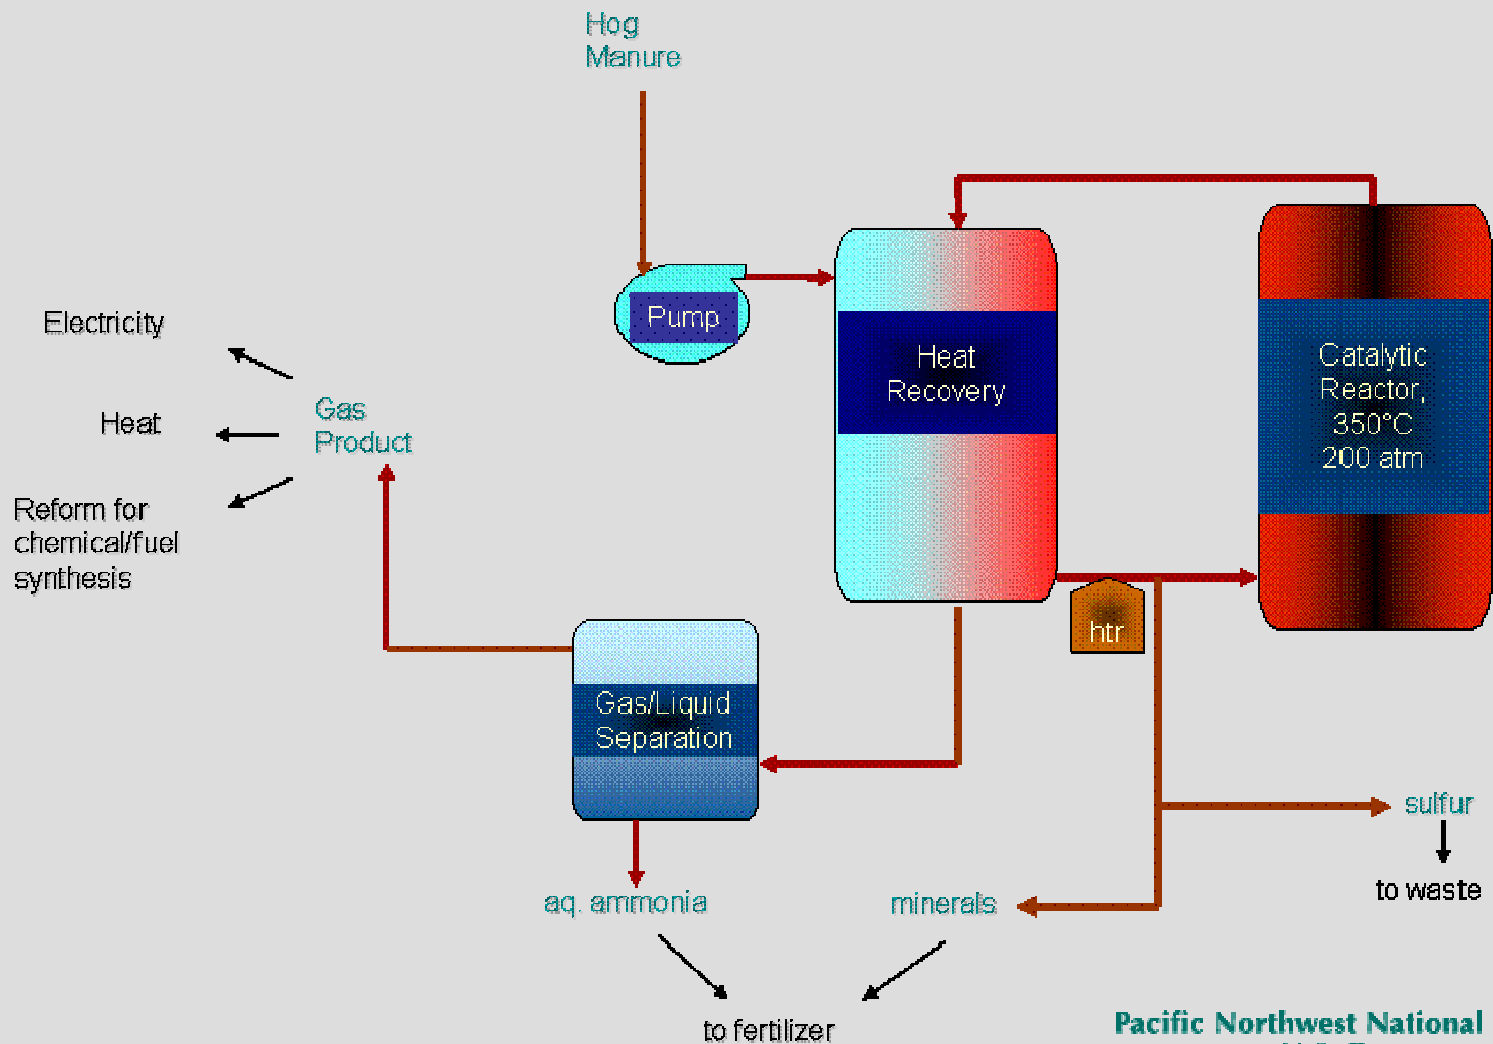 Hog
Manure
Pump
Heat
Recovery
Catalytic
Reactor,
350°C
200 atm
Electricity
Heat
Gas
Product
Reform for
chemical/fuel
synthesis
htr
Gas/Liquid
Separation
sulfur
to waste
aq. ammonia
minerals
to fertilizer
Pacific Northwest National